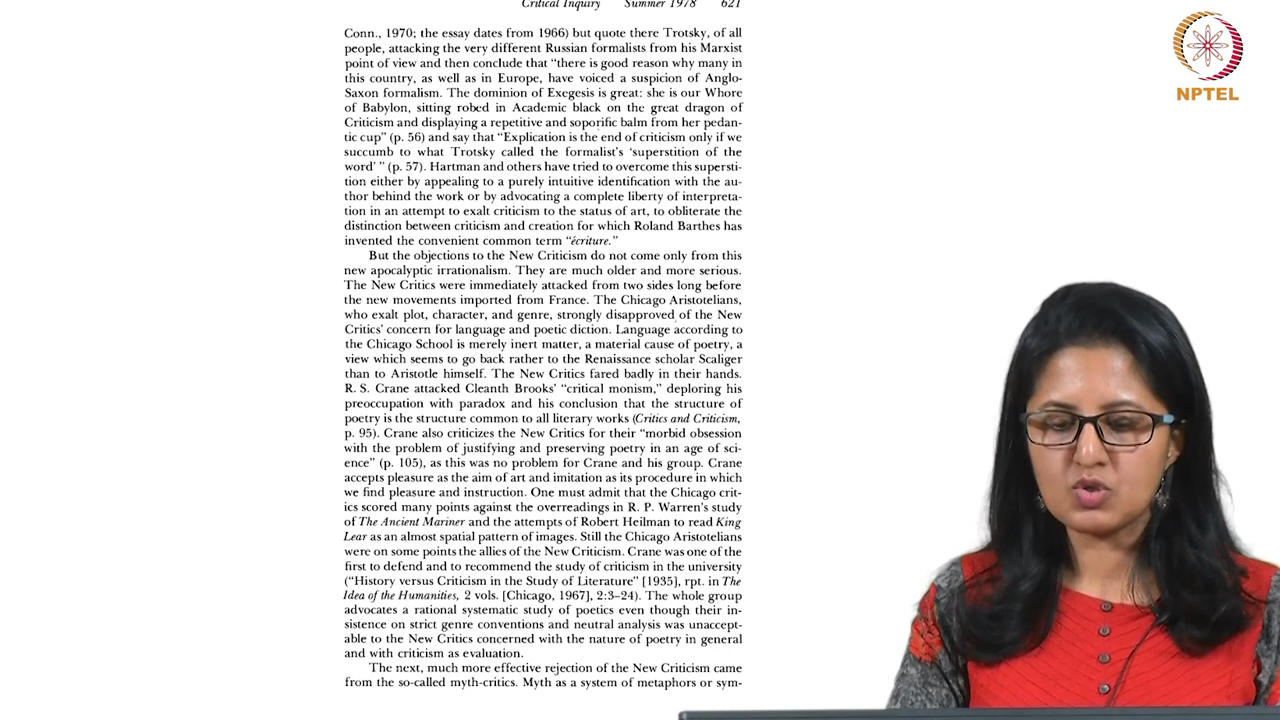 Critical Inquiry Summer 1978 621
Conn., 1970; the essay dates from 1966) but quote there Trotsky, of all
people, attacking the very different Russian formalists from his Marxist
point of view and then conclude that “there is good reason why many in
this country, as well as in Europe, have voiced a suspicion of Anglo-
Saxon formalism. The dominion of Exegesis is great: she is our Whore
of Babylon, sitting robed in Academic black on the great dragon of
Criticism and displaying a repetitive and soporific balm from her pedan-
tic cup” (p. 56) and say that “Explication is the end of criticism only if we
succumb to what Trotsky called the formalist’s ‘superstition of the
word’ ” (p. 57). Hartman and others have tried to overcome this supersti-
tion either by appealing to a purely intuitive identification with the au-
thor behind the work or by advocating a complete liberty of interpreta-
tion in an attempt to exalt criticism to the status of art, to obliterate the
distinction between criticism and creation for which Roland Barthes has
invented the convenient common term “écriture.”
But the objections to the New Criticism do not come only from this
new apocalyptic irrationalism. They are much older and more serious.
The New Critics were immediately attacked from two sides long before
the new movements imported from France. The Chicago Aristotelians,
who exalt plot, character, and genre, strongly disapproved of the New
Critics’ concern for language and poetic diction. Language according to
the Chicago School is merely inert matter, a material cause of poetry, a
view which seems to go back rather to the Renaissance scholar Scaliger
than to Aristotle himself. The New Critics fared badly in their hands.
R. S. Crane attacked Cleanth Brooks’ “critical monism,” deploring his
preoccupation with paradox and his conclusion that the structure of
poetry is the structure common to all literary works (Critics and Criticism,
p. 95). Crane also criticizes the New Critics for their “morbid obsession
with the problem of justifying and preserving poetry in an age of sci-
ence” (p. 105), as this was no problem for Crane and his group. Crane
accepts pleasure as the aim of art and imitation as its procedure in which
we find pleasure and instruction. One must admit that the Chicago crit-
ics scored many points against the overreadings in R. P. Warren’s study
of The Ancient Mariner and the attempts of Robert Heilman to read King
Lear as an almost spatial pattern of images. Still the Chicago Aristotelians
were on some points the allies of the New Criticism. Crane was one of the
first to defend and to recommend the study of criticism in the university
(“History versus Criticism in the Study of Literature” [1935], rpt. in The
Idea of the Humanities, 2 vols. [Chicago, 1967], 2:3–24). The whole group
advocates a rational systematic study of poetics even though their in-
sistence on strict genre conventions and neutral analysis was unaccept-
able to the New Critics concerned with the nature of poetry in general
and with criticism as evaluation.
The next, much more effective rejection of the New Criticism came
from the so-called myth-critics. Myth as a system of metaphors or sym-
NPTEL